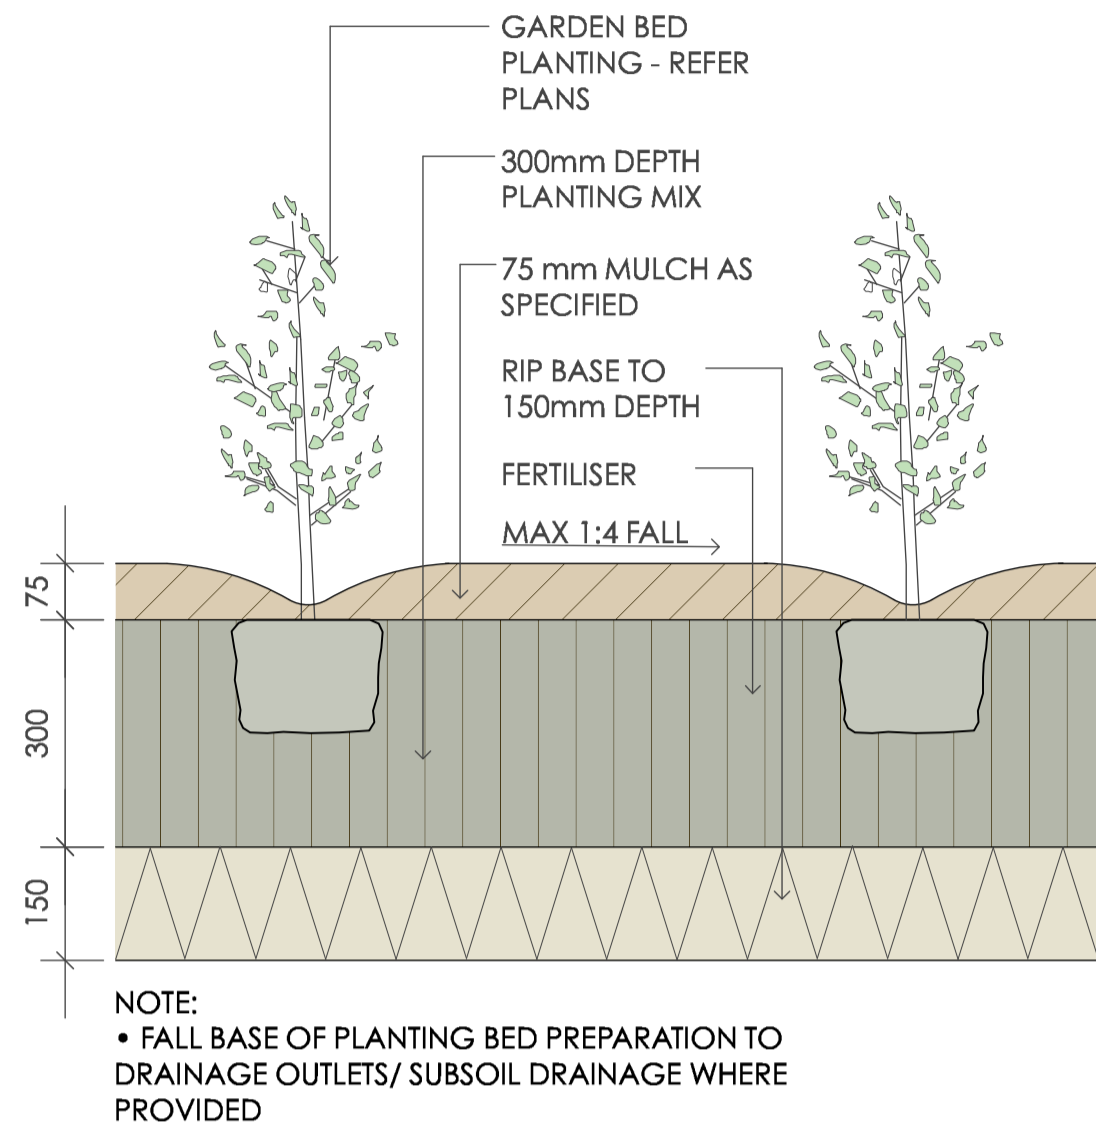 GARDEN BED
PLANTING - REFER
PLANS
300mm DEPTH
PLANTING MIX
75 mm MULCH AS
SPECIFIED
RIP BASE TO
150mm DEPTH
FERTILISER
MAX 1:4 FALL
75
300
150
NOTE:
• FALL BASE OF PLANTING BED PREPARATION TO
DRAINAGE OUTLETS/ SUBSOIL DRAINAGE WHERE
PROVIDED